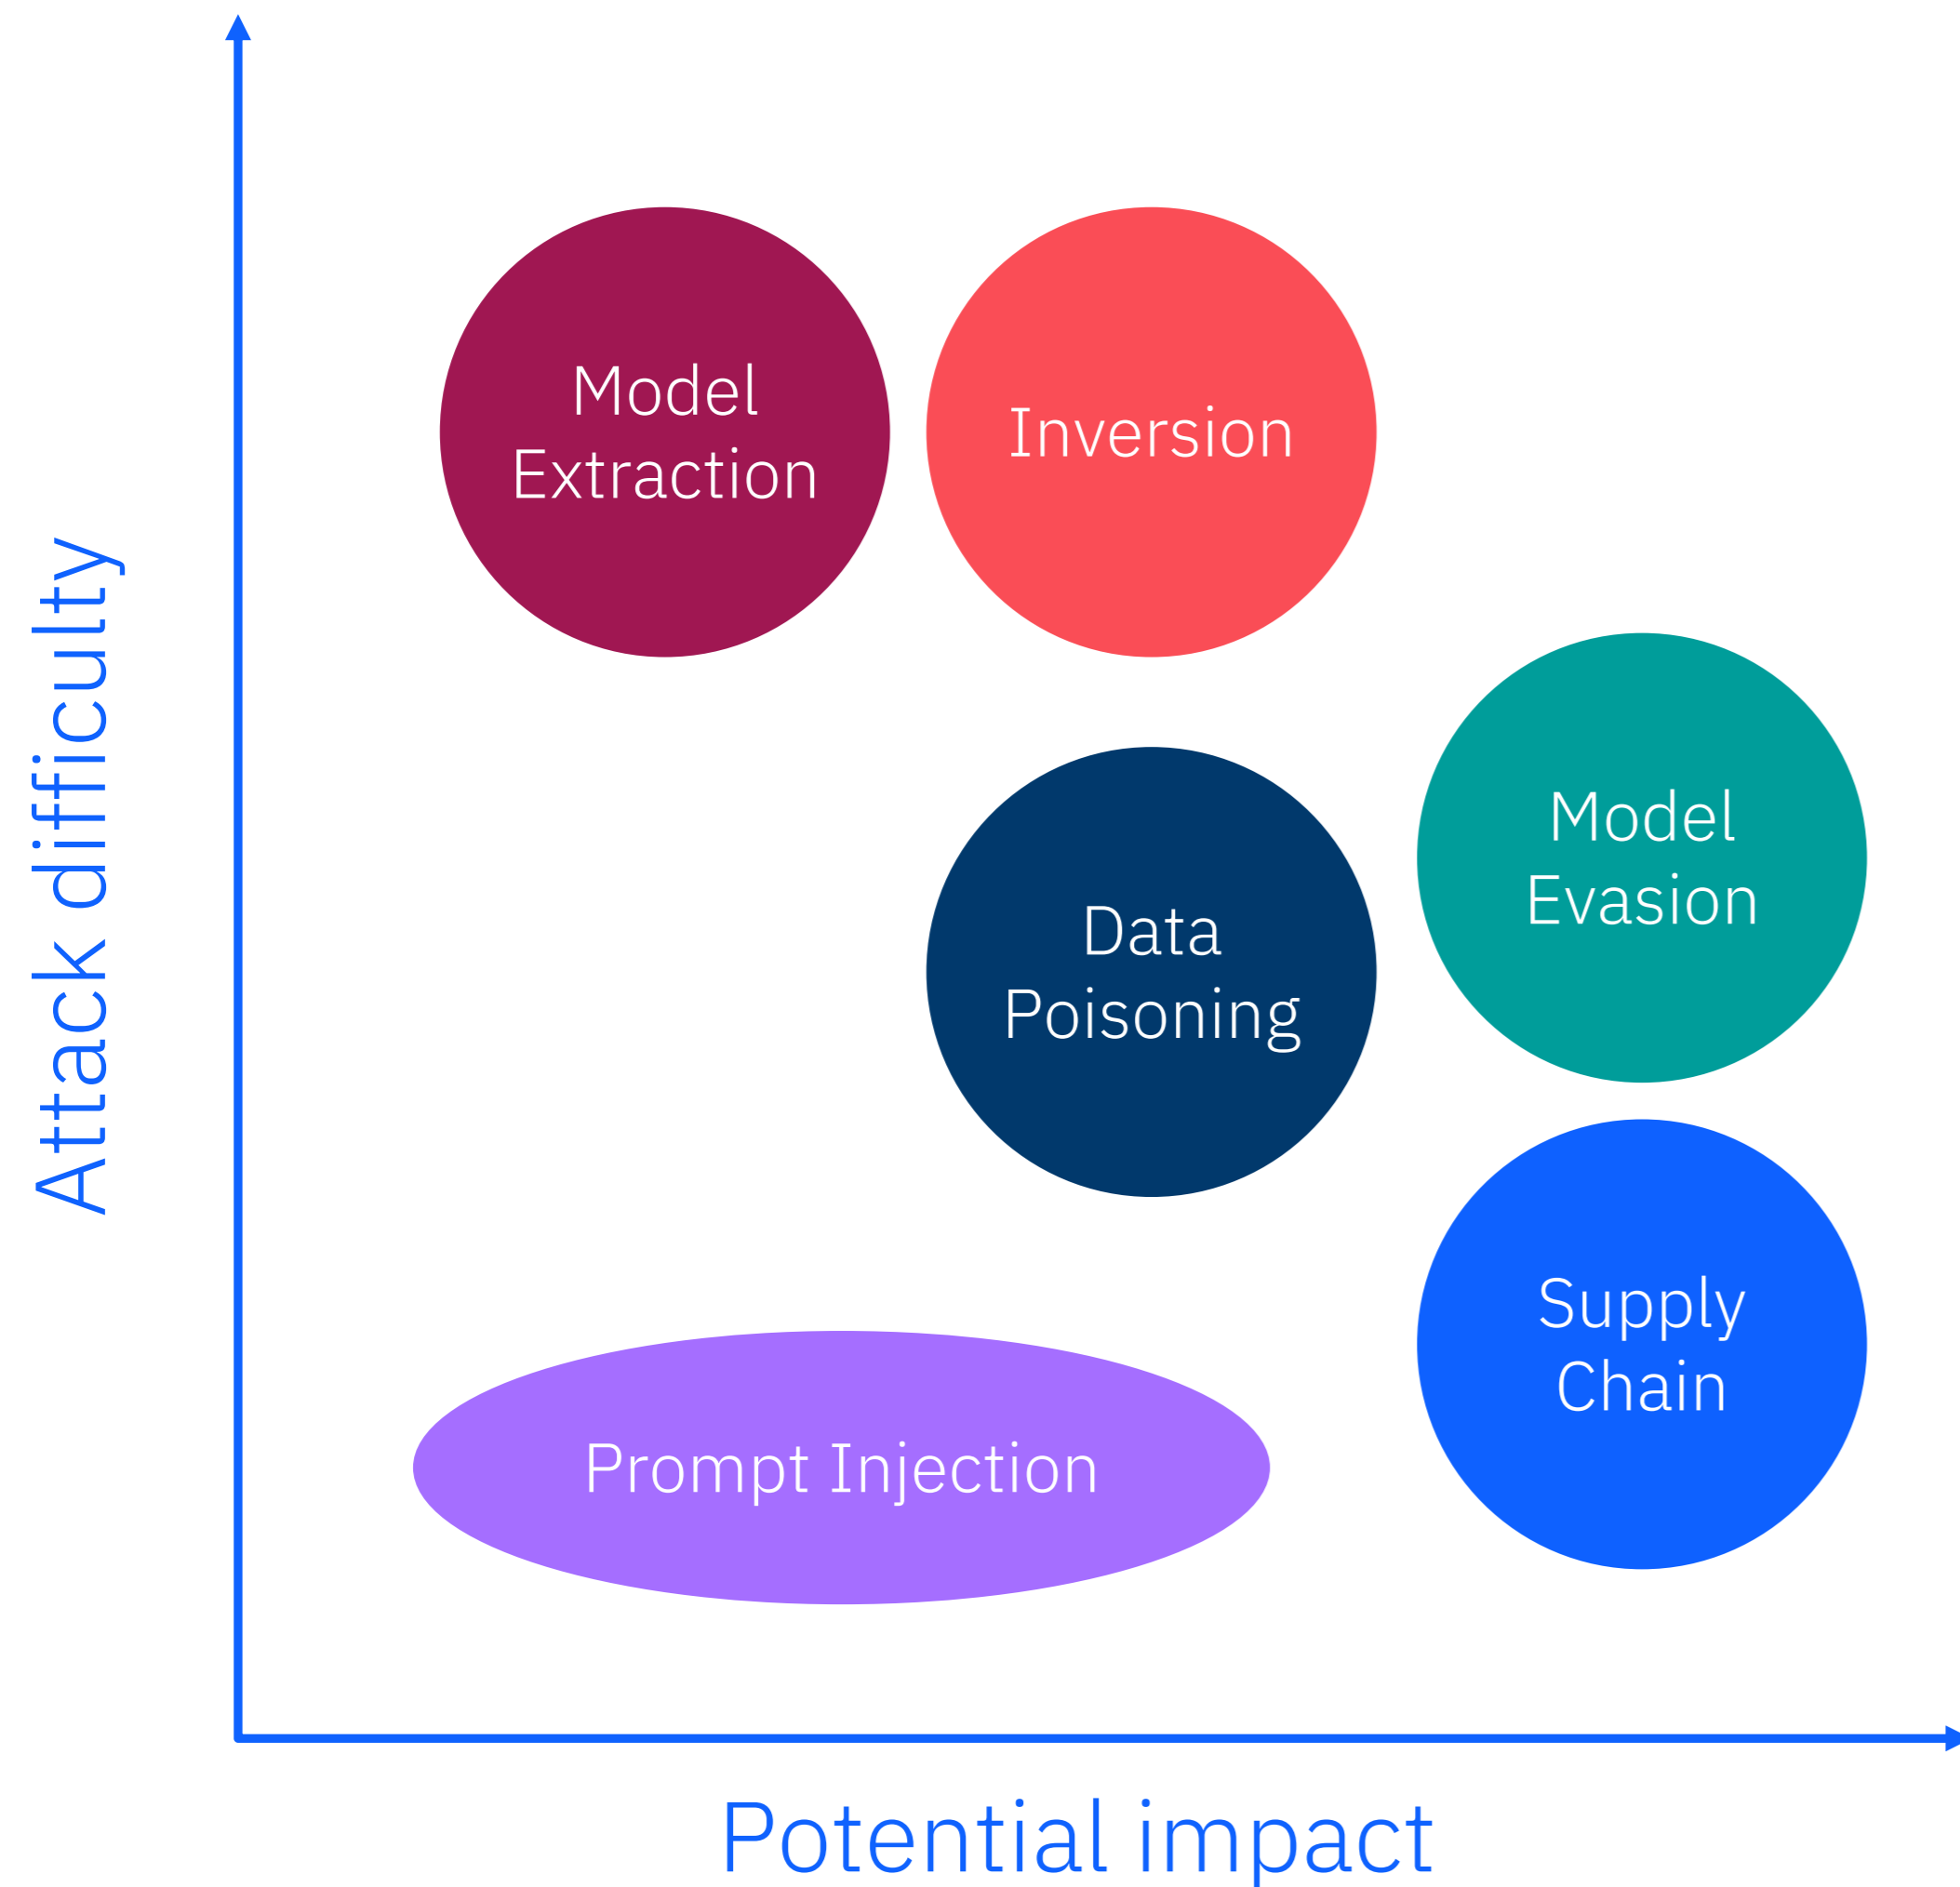 Attack difficulty
Model
Extraction
Inversion
Model
Evasion
Data
Poisoning
Supply
Chain
Prompt Injection
Potential impact